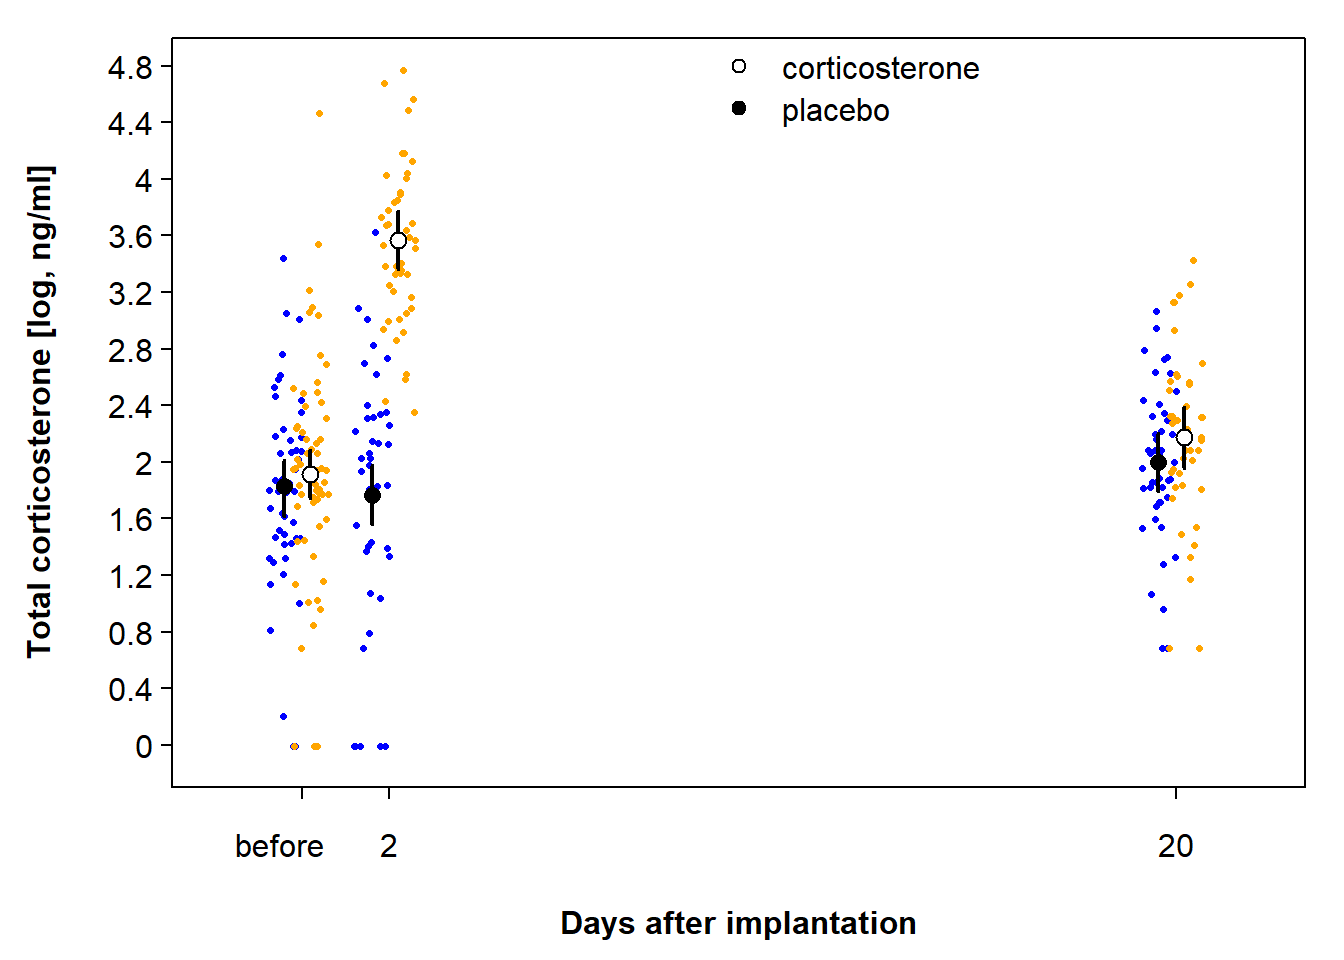 corticosterone
placebo
Total corticosterone [log, ng/ml]
4.8
4.4
4
3.6
3.2
2.8
2.4
2
1.6
1.2
0.8
0.4
0
before 2 20
Days after implantation